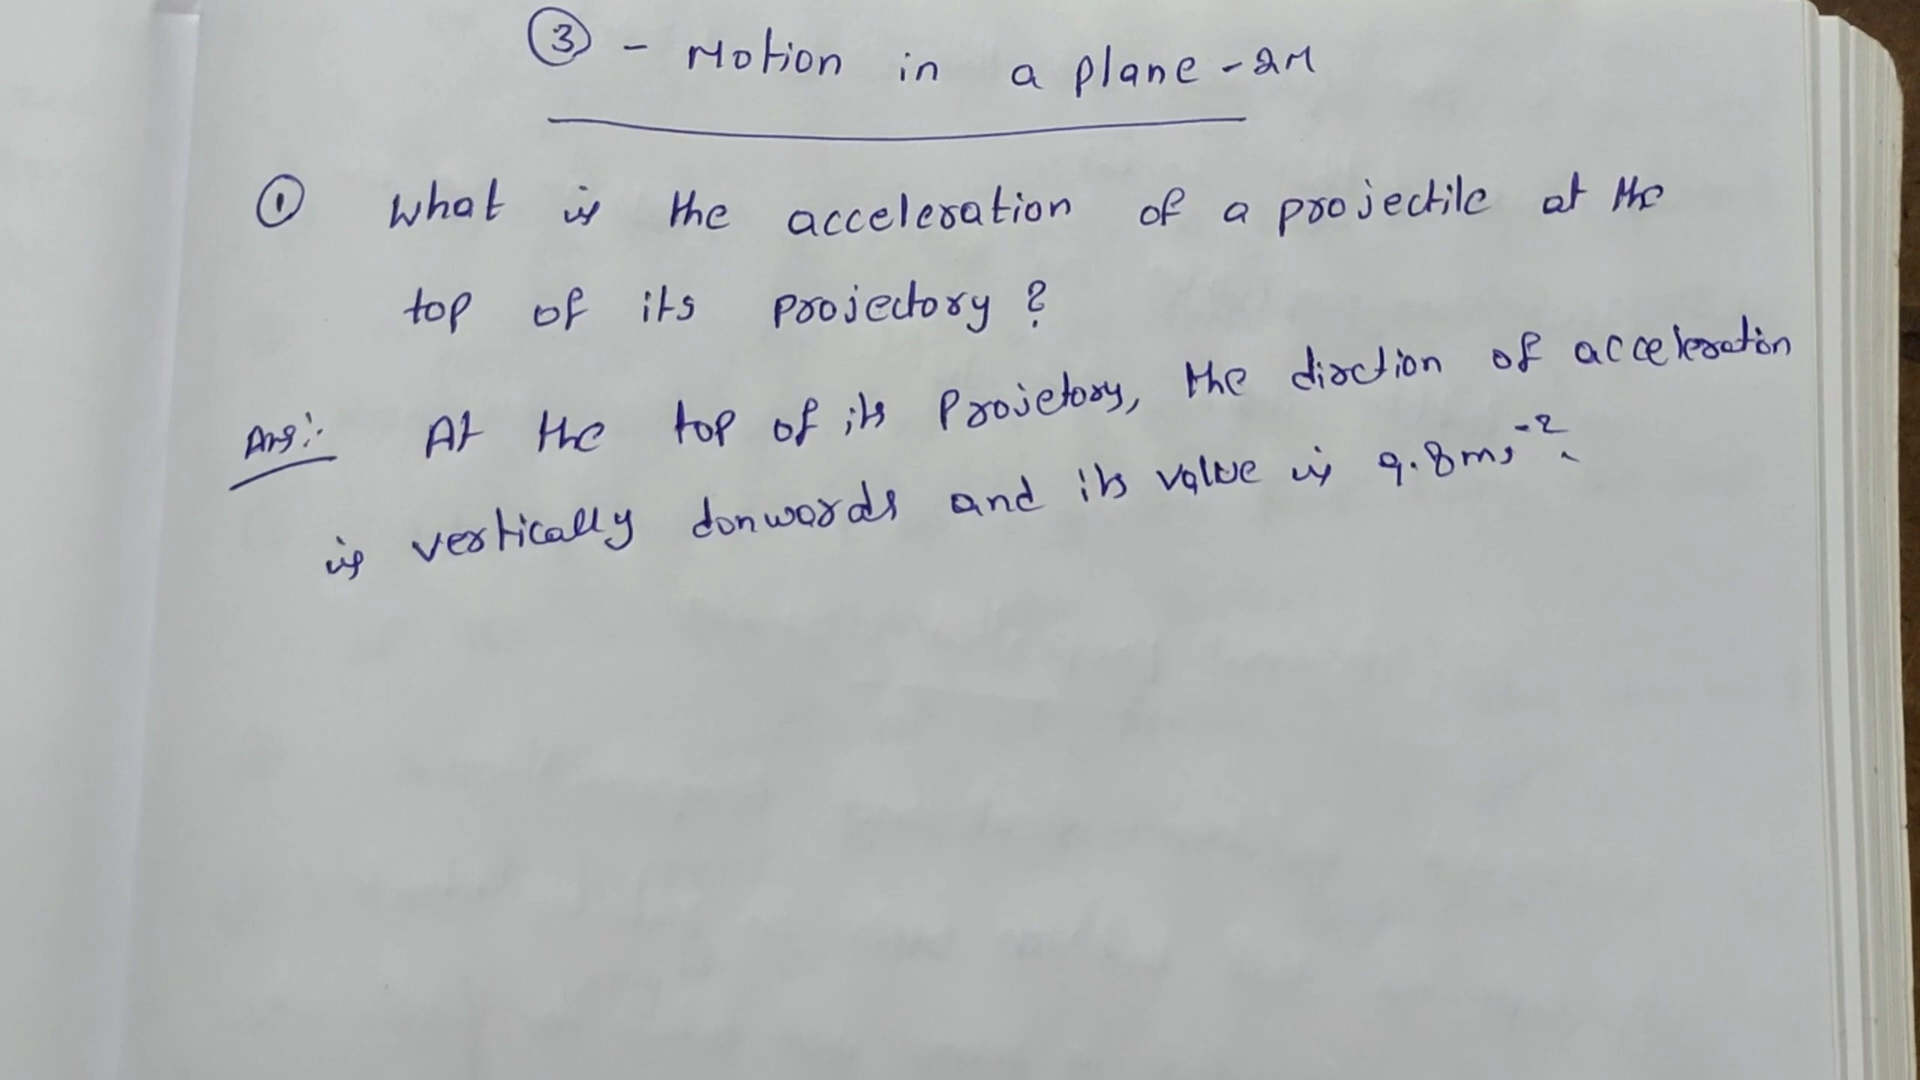 ③ - Motion in a plane - 2M
① What is the acceleration of a projectile at the
top of its projectory ?
Ans:- At the top of its Projetory, the dirction of acceleration
is vertically donwards and its value is 9.8ms⁻².